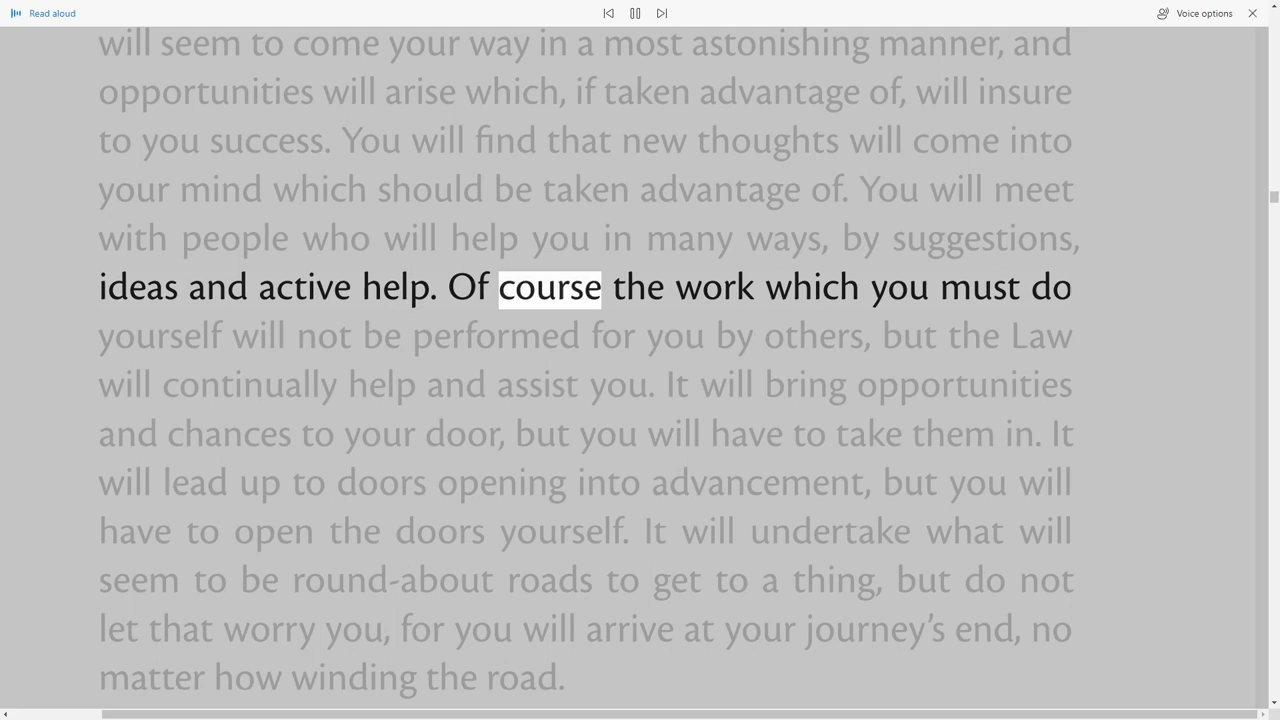 Read aloud
Voice options
will seem to come your way in a most astonishing manner, and
opportunities will arise which, if taken advantage of, will insure
to you success. You will find that new thoughts will come into
your mind which should be taken advantage of. You will meet
with people who will help you in many ways, by suggestions,
ideas and active help. Of course the work which you must do
yourself will not be performed for you by others, but the Law
will continually help and assist you. It will bring opportunities
and chances to your door, but you will have to take them in. It
will lead up to doors opening into advancement, but you will
have to open the doors yourself. It will undertake what will
seem to be round-about roads to get to a thing, but do not
let that worry you, for you will arrive at your journey’s end, no
matter how winding the road.